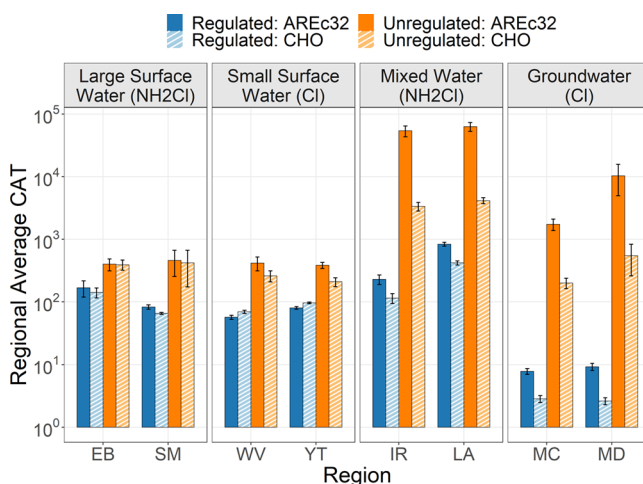 Regulated: AREc32
Unregulated: AREc32
Regulated: CHO
Unregulated: CHO
Large Surface
Water (NH2Cl)
Small Surface
Water (Cl)
Mixed Water
(NH2Cl)
Groundwater
(Cl)
Regional Average CAT
10^5
10^4
10^3
10^2
10^1
10^0
EB SM WV YT IR LA MC MD
Region